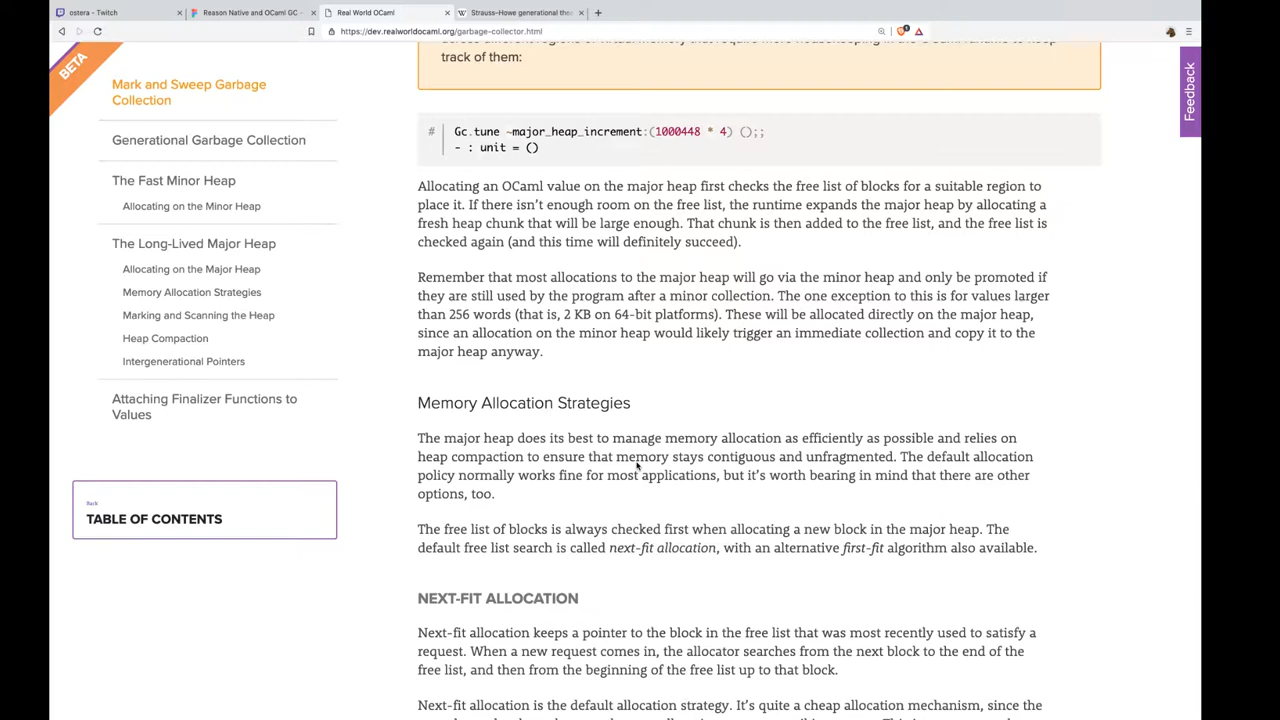 ostera - Twitch
Reason Native and OCaml GC -
Real World OCaml
Strauss–Howe generational the
https://dev.realworldocaml.org/garbage-collector.html
BETA
Feedback
Mark and Sweep Garbage
Collection
Generational Garbage Collection
The Fast Minor Heap
Allocating on the Minor Heap
The Long-Lived Major Heap
Allocating on the Major Heap
Memory Allocation Strategies
Marking and Scanning the Heap
Heap Compaction
Intergenerational Pointers
Attaching Finalizer Functions to
Values
Back
TABLE OF CONTENTS
track of them:
# Gc.tune ~major_heap_increment:(1000448 * 4) ();;
- : unit = ()
Allocating an OCaml value on the major heap first checks the free list of blocks for a suitable region to
place it. If there isn’t enough room on the free list, the runtime expands the major heap by allocating a
fresh heap chunk that will be large enough. That chunk is then added to the free list, and the free list is
checked again (and this time will definitely succeed).
Remember that most allocations to the major heap will go via the minor heap and only be promoted if
they are still used by the program after a minor collection. The one exception to this is for values larger
than 256 words (that is, 2 KB on 64-bit platforms). These will be allocated directly on the major heap,
since an allocation on the minor heap would likely trigger an immediate collection and copy it to the
major heap anyway.
Memory Allocation Strategies
The major heap does its best to manage memory allocation as efficiently as possible and relies on
heap compaction to ensure that memory stays contiguous and unfragmented. The default allocation
policy normally works fine for most applications, but it’s worth bearing in mind that there are other
options, too.
The free list of blocks is always checked first when allocating a new block in the major heap. The
default free list search is called next-fit allocation, with an alternative first-fit algorithm also available.
NEXT-FIT ALLOCATION
Next-fit allocation keeps a pointer to the block in the free list that was most recently used to satisfy a
request. When a new request comes in, the allocator searches from the next block to the end of the
free list, and then from the beginning of the free list up to that block.
Next-fit allocation is the default allocation strategy. It’s quite a cheap allocation mechanism, since the